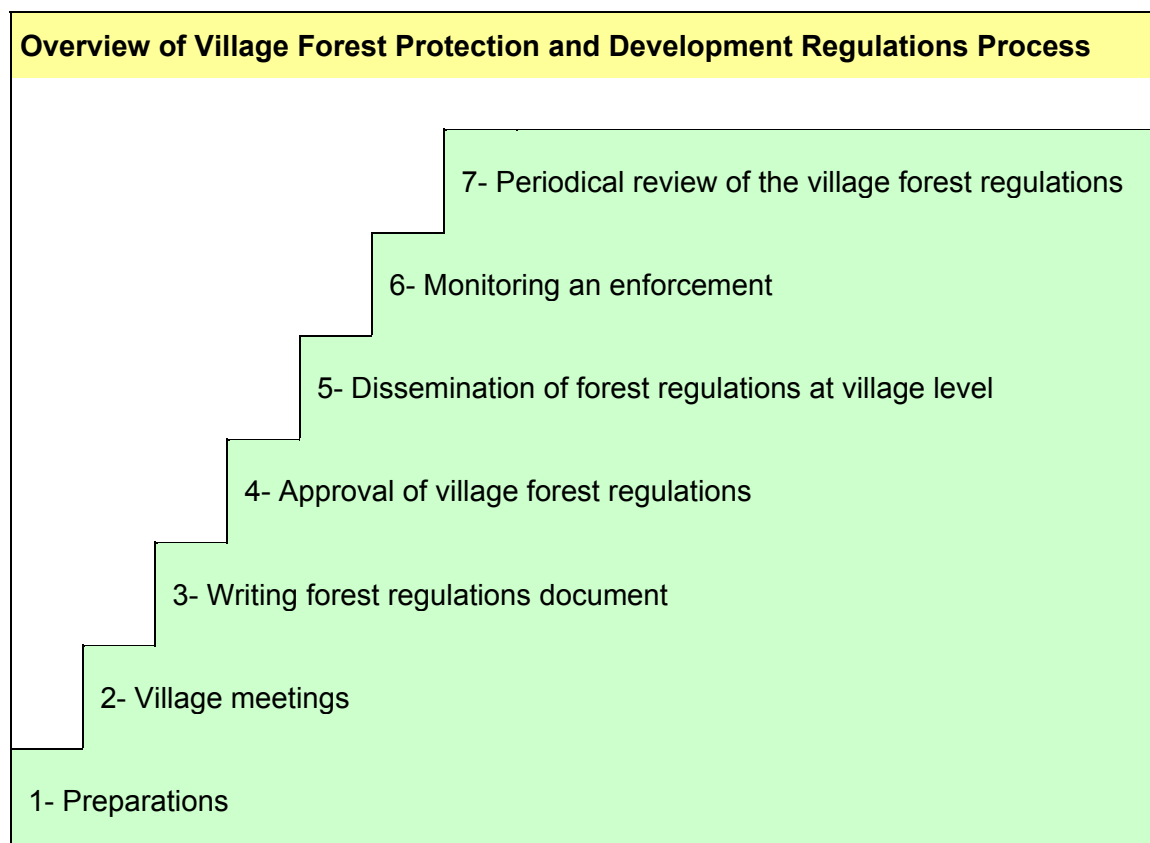 Overview of Village Forest Protection and Development Regulations Process
7- Periodical review of the village forest regulations
6- Monitoring an enforcement
5- Dissemination of forest regulations at village level
4- Approval of village forest regulations
3- Writing forest regulations document
2- Village meetings
1- Preparations